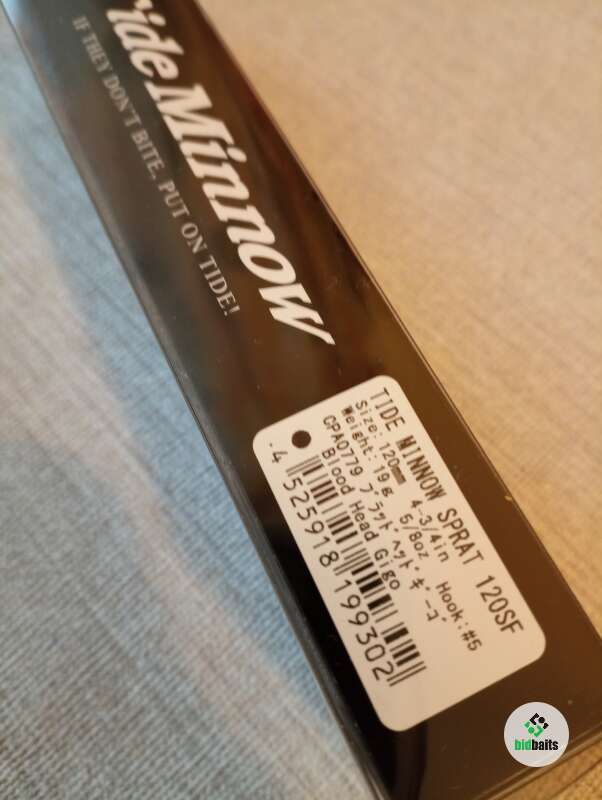 ide Minnow
IF THEY DON'T BITE, PUT ON TIDE!
TIDE MINNOW SPRAT 120SF
Size: 120mm 4-3/4in Hook: #5
Weight: 19g 5/8oz
CPA0779 ブラッドヘッドギーゴ
Blood Head Gigo
4 525918 199302
bidbaits